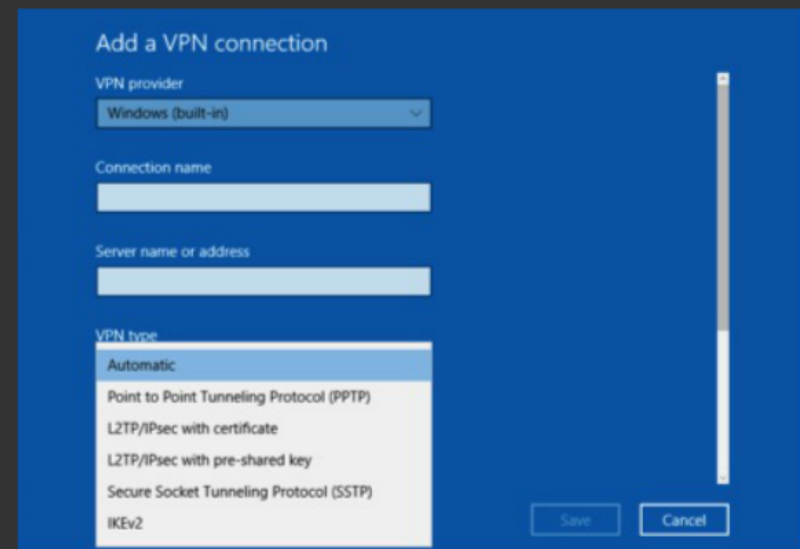 Add a VPN connection
VPN provider
Windows (built-in)
Connection name
Server name or address
VPN type
Automatic
Point to Point Tunneling Protocol (PPTP)
L2TP/IPsec with certificate
L2TP/IPsec with pre-shared key
Secure Socket Tunneling Protocol (SSTP)
IKEv2
Save
Cancel